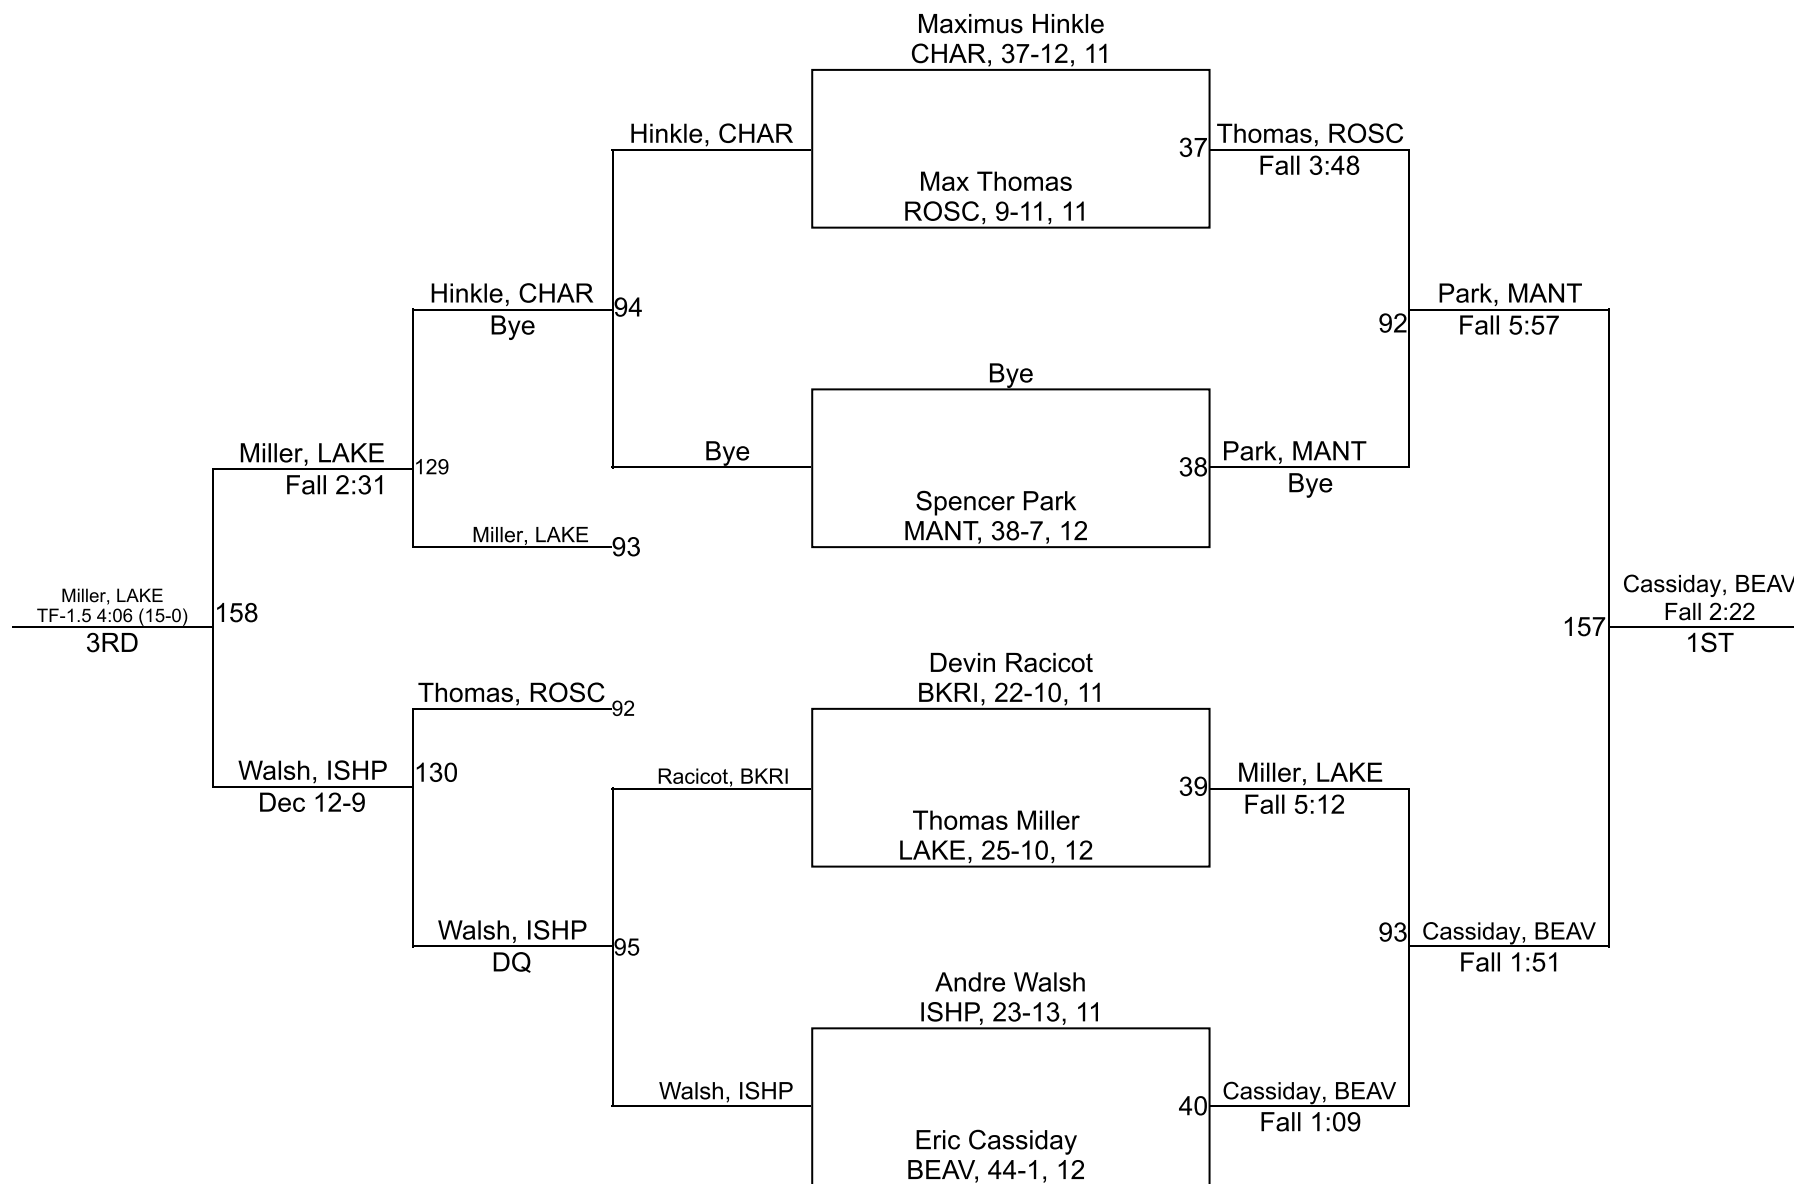 Maximus Hinkle
CHAR, 37-12, 11
Hinkle, CHAR
37
Thomas, ROSC
Fall 3:48
Max Thomas
ROSC, 9-11, 11
Hinkle, CHAR
Bye
94
92
Park, MANT
Fall 5:57
Bye
Miller, LAKE
Fall 2:31
129
Bye
38
Park, MANT
Bye
Spencer Park
MANT, 38-7, 12
Miller, LAKE
93
Miller, LAKE
TF-1.5 4:06 (15-0)
3RD
158
157
Cassiday, BEAV
Fall 2:22
1ST
Devin Racicot
BKRI, 22-10, 11
Thomas, ROSC
92
Walsh, ISHP
Dec 12-9
130
Racicot, BKRI
39
Miller, LAKE
Fall 5:12
Thomas Miller
LAKE, 25-10, 12
Walsh, ISHP
DQ
95
93
Cassiday, BEAV
Fall 1:51
Andre Walsh
ISHP, 23-13, 11
Walsh, ISHP
40
Cassiday, BEAV
Fall 1:09
Eric Cassiday
BEAV, 44-1, 12